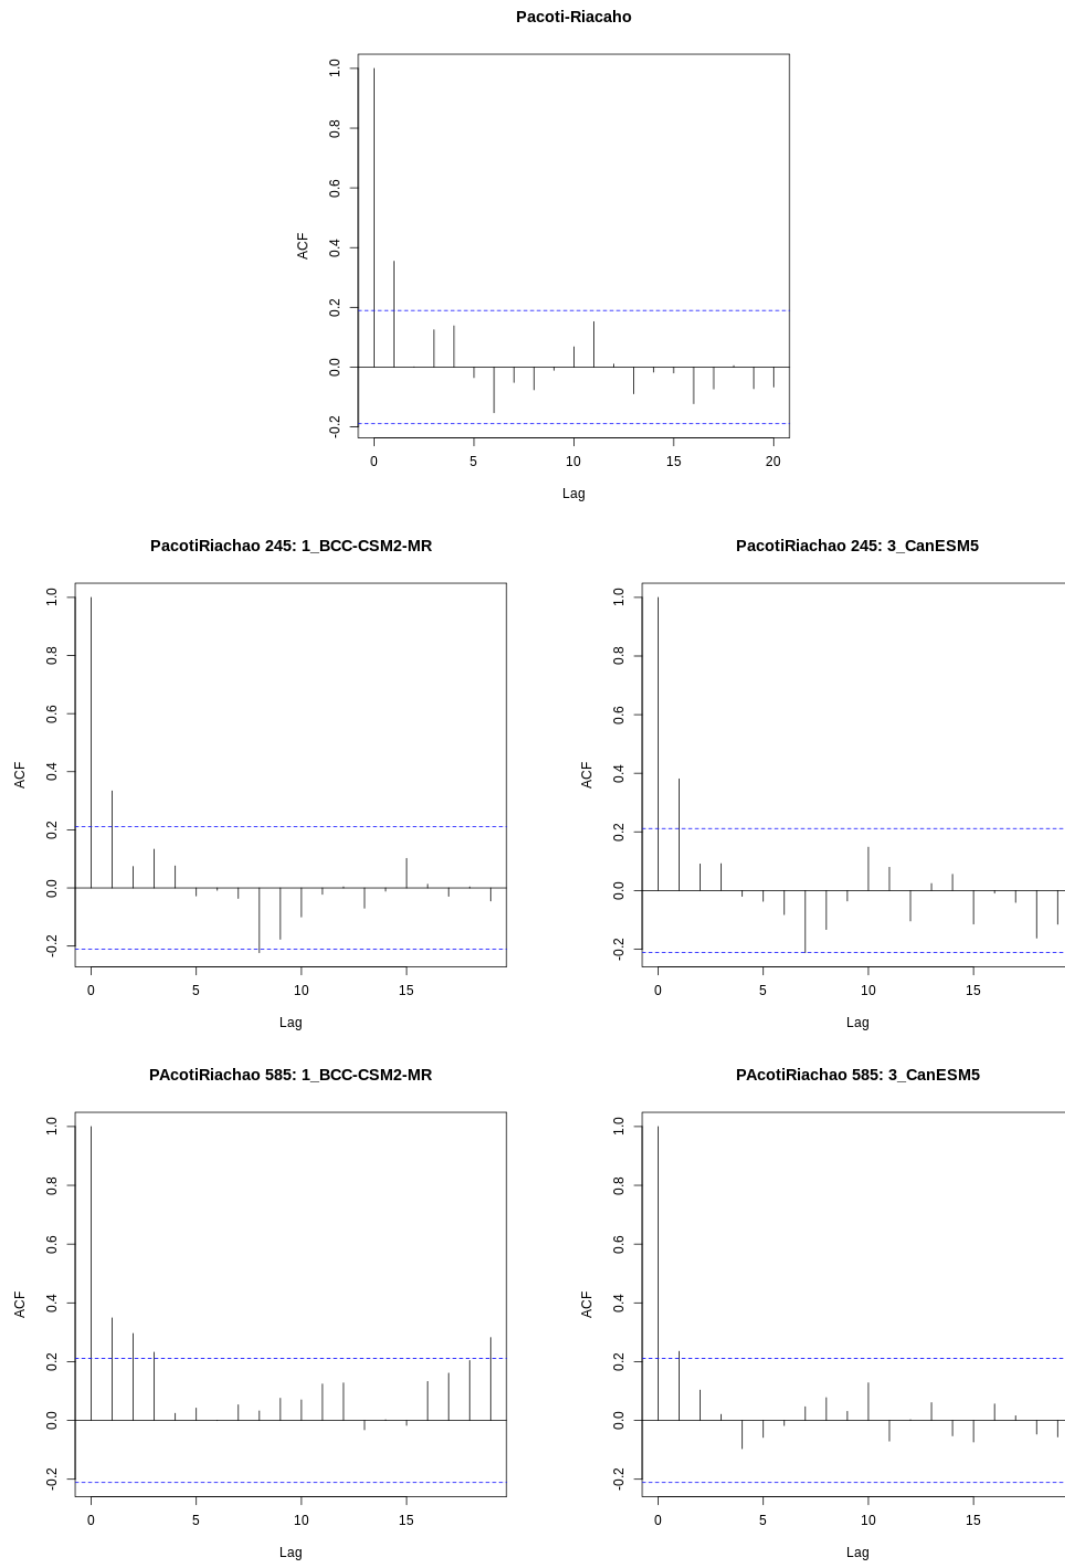 Pacoti-Riacaho
ACF
1.0
0.8
0.6
0.4
0.2
0.0
-0.2
0 5 10 15 20
Lag
PacotiRiachao 245: 1_BCC-CSM2-MR
ACF
1.0
0.8
0.6
0.4
0.2
0.0
-0.2
0 5 10 15
Lag
PacotiRiachao 245: 3_CanESM5
ACF
1.0
0.8
0.6
0.4
0.2
0.0
-0.2
0 5 10 15
Lag
PAcotiRiachao 585: 1_BCC-CSM2-MR
ACF
1.0
0.8
0.6
0.4
0.2
0.0
-0.2
0 5 10 15
Lag
PAcotiRiachao 585: 3_CanESM5
ACF
1.0
0.8
0.6
0.4
0.2
0.0
-0.2
0 5 10 15
Lag